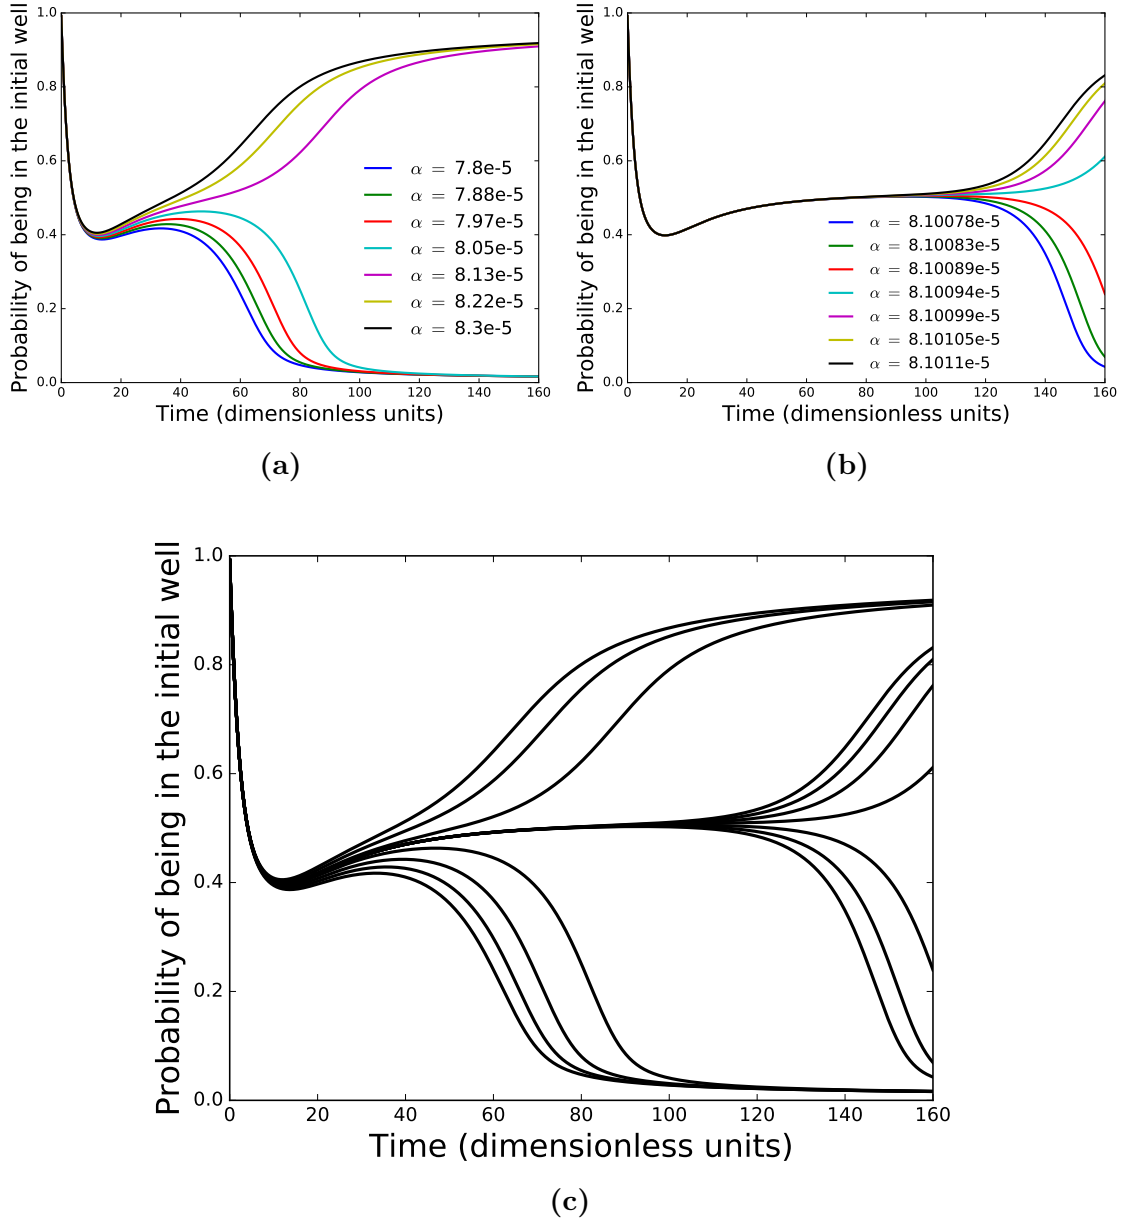 Probability of being in the initial well
1.0
0.8
0.6
0.4
0.2
0.0
0 20 40 60 80 100 120 140 160
Time (dimensionless units)
α = 7.8e-5
α = 7.88e-5
α = 7.97e-5
α = 8.05e-5
α = 8.13e-5
α = 8.22e-5
α = 8.3e-5
(a)
Probability of being in the initial well
1.0
0.8
0.6
0.4
0.2
0.0
0 20 40 60 80 100 120 140 160
Time (dimensionless units)
α = 8.10078e-5
α = 8.10083e-5
α = 8.10089e-5
α = 8.10094e-5
α = 8.10099e-5
α = 8.10105e-5
α = 8.1011e-5
(b)
Probability of being in the initial well
1.0
0.8
0.6
0.4
0.2
0.0
0 20 40 60 80 100 120 140 160
Time (dimensionless units)
(c)